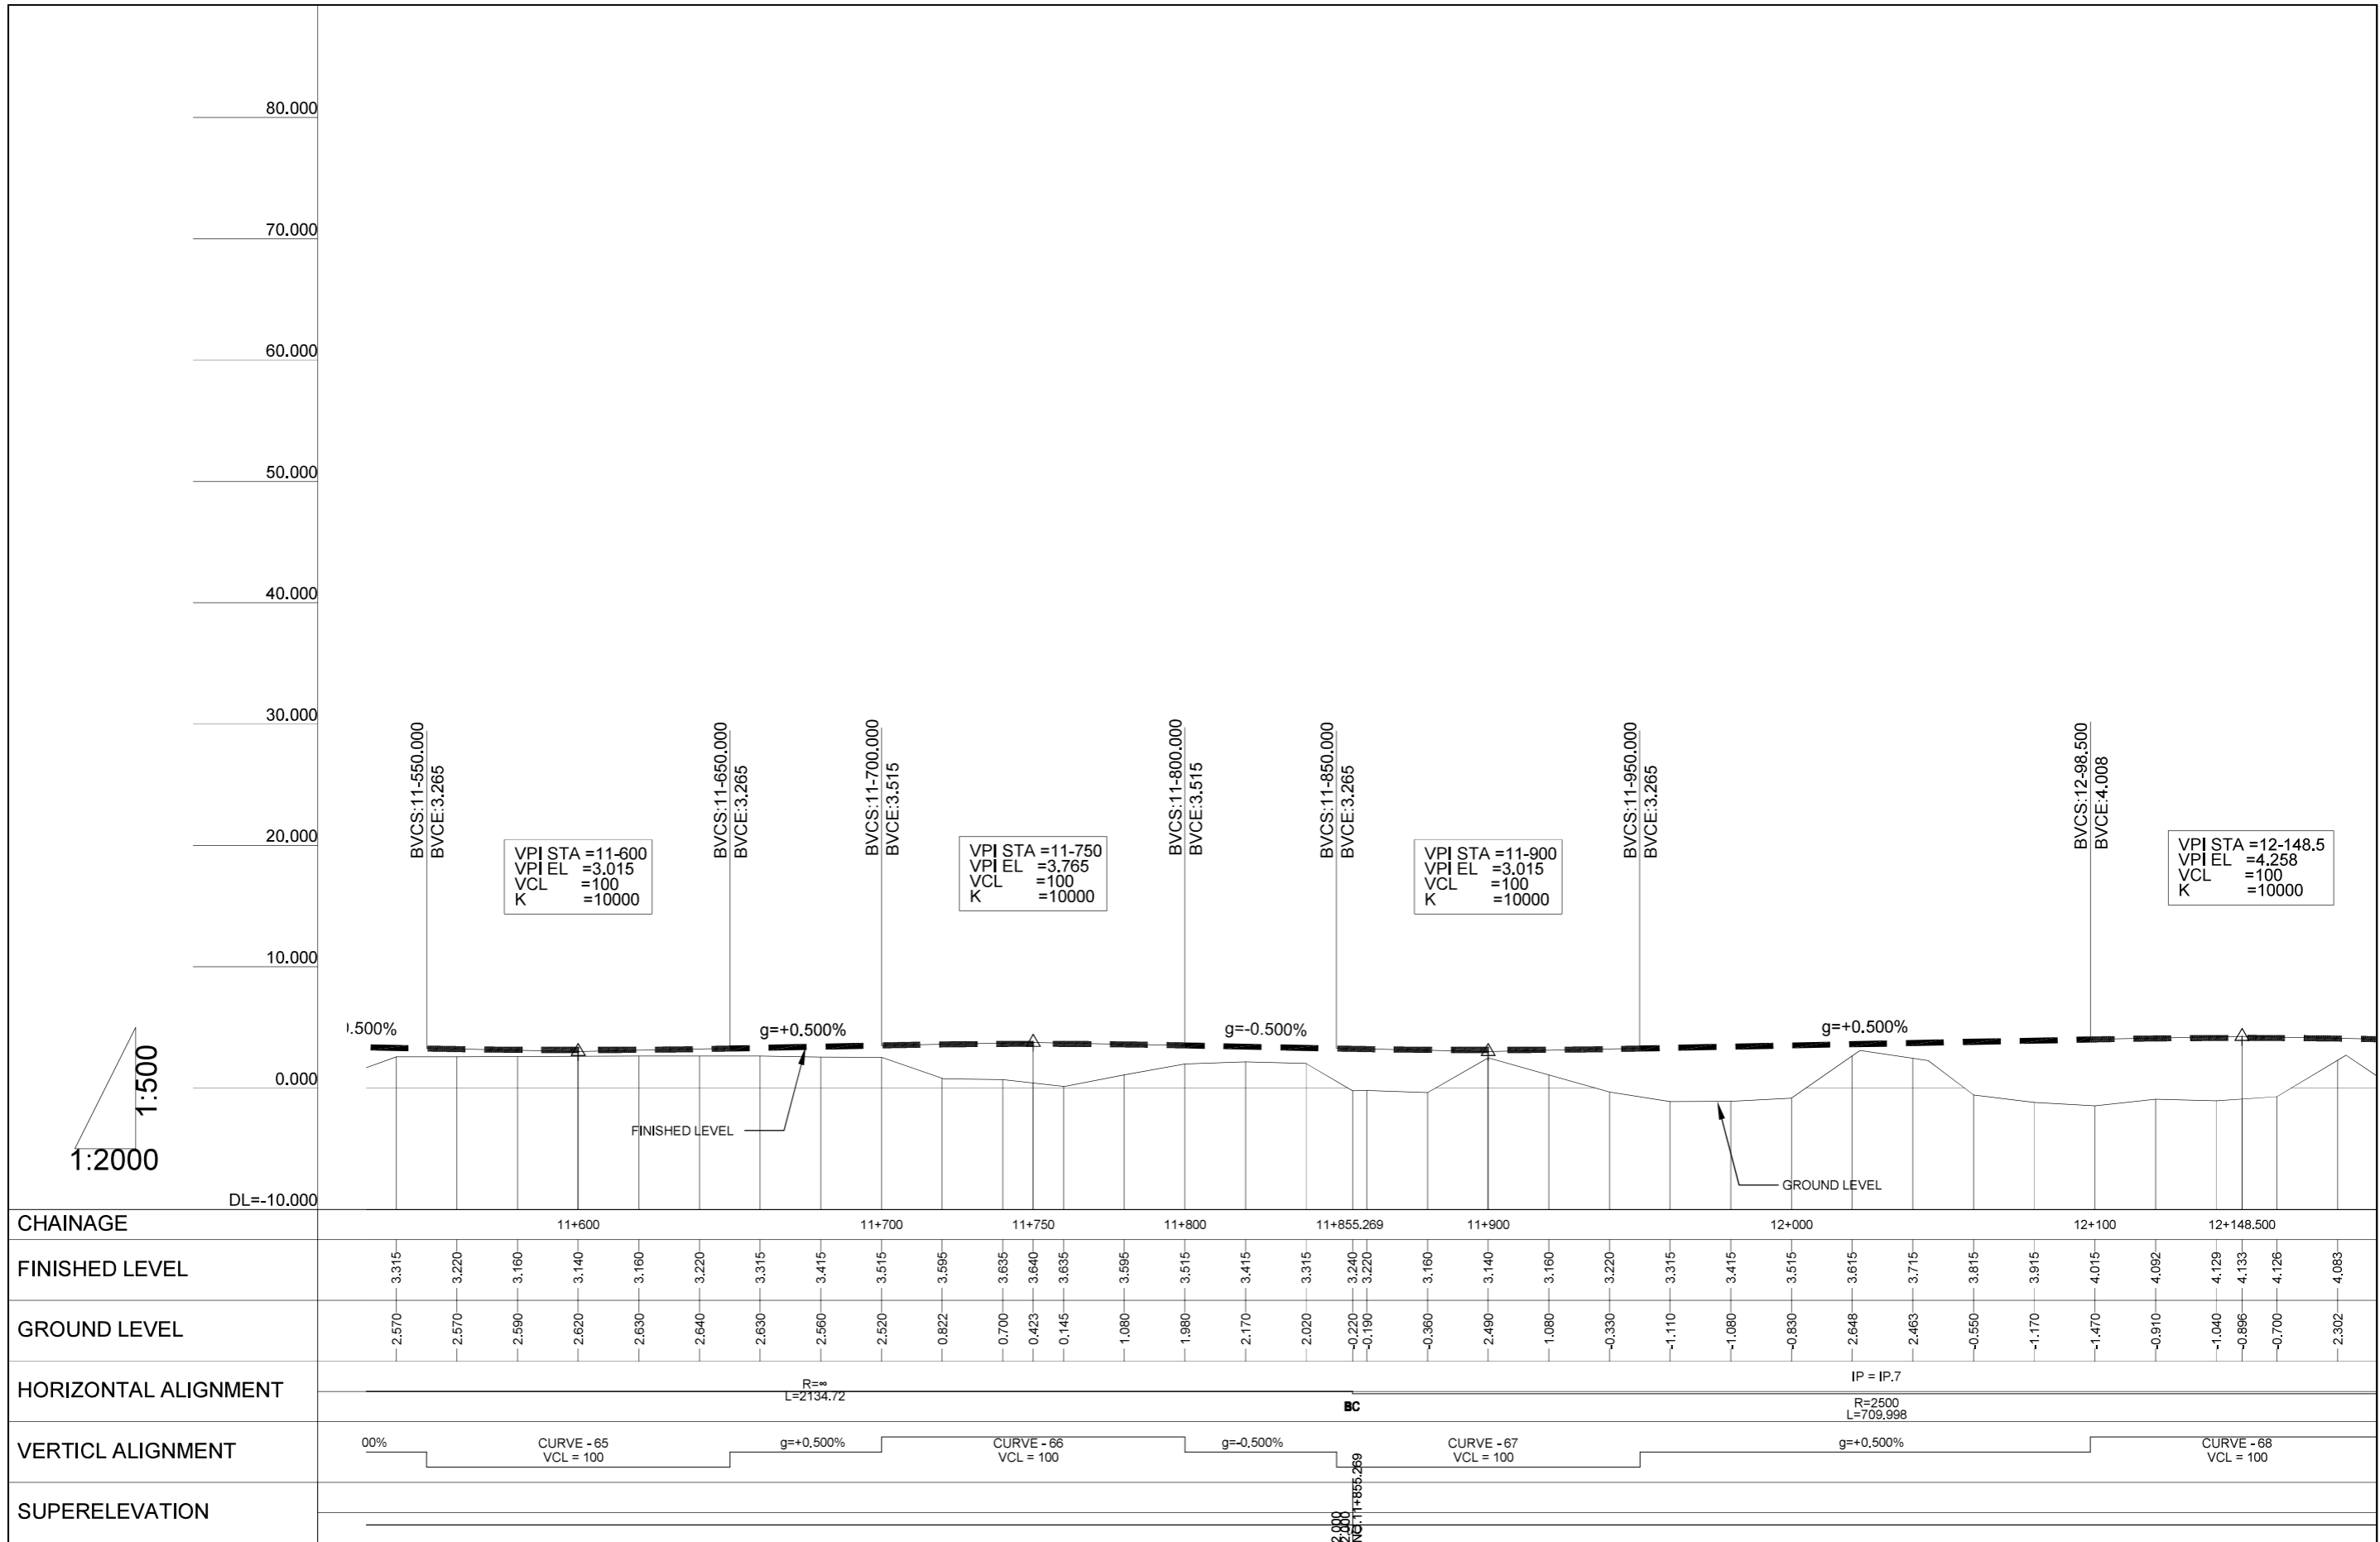 80.000
70.000
60.000
50.000
40.000
30.000
20.000
10.000
0.000
DL=-10.000
1:500
1:2000
BVCS:11-550.000
BVCE:3.265
BVCS:11-650.000
BVCE:3.265
BVCS:11-700.000
BVCE:3.515
BVCS:11-800.000
BVCE:3.515
BVCS:11-850.000
BVCE:3.265
BVCS:11-950.000
BVCE:3.265
BVCS:12-98.500
BVCE:4.008
VPI STA =11-600
VPI EL =3.015
VCL =100
K =10000
VPI STA =11-750
VPI EL =3.765
VCL =100
K =10000
VPI STA =11-900
VPI EL =3.015
VCL =100
K =10000
VPI STA =12-148.5
VPI EL =4.258
VCL =100
K =10000
.500% g=+0.500% g=-0.500% g=+0.500%
FINISHED LEVEL
GROUND LEVEL
CHAINAGE 11+600 11+700 11+750 11+800 11+855.269 11+900 12+000 12+100 12+148.500
FINISHED LEVEL 3.315 3.220 3.160 3.140 3.160 3.220 3.315 3.415 3.515 3.595 3.635 3.640 3.635 3.595 3.515 3.415 3.315 3.240 3.220 3.160 3.140 3.160 3.220 3.315 3.415 3.515 3.615 3.715 3.815 3.915 4.015 4.092 4.129 4.133 4.126 4.083
GROUND LEVEL 2.570 2.570 2.590 2.620 2.630 2.640 2.630 2.560 2.520 0.822 0.700 0.423 0.145 1.080 1.980 2.170 2.020 -0.220 -0.190 -0.360 2.490 1.080 -0.330 -1.110 -1.080 -0.830 2.648 2.463 -0.550 -1.170 -1.470 -0.910 -1.040 -0.896 -0.700 2.302
HORIZONTAL ALIGNMENT
R=∞
L=2134.72
IP = IP.7
R=2500
L=709.998
VERTICL ALIGNMENT
00%
CURVE - 65
VCL = 100
g=+0.500%
CURVE - 66
VCL = 100
g=-0.500%
CURVE - 67
VCL = 100
g=+0.500%
CURVE - 68
VCL = 100
SUPERELEVATION
2.000
2.000
NO.11+855.269